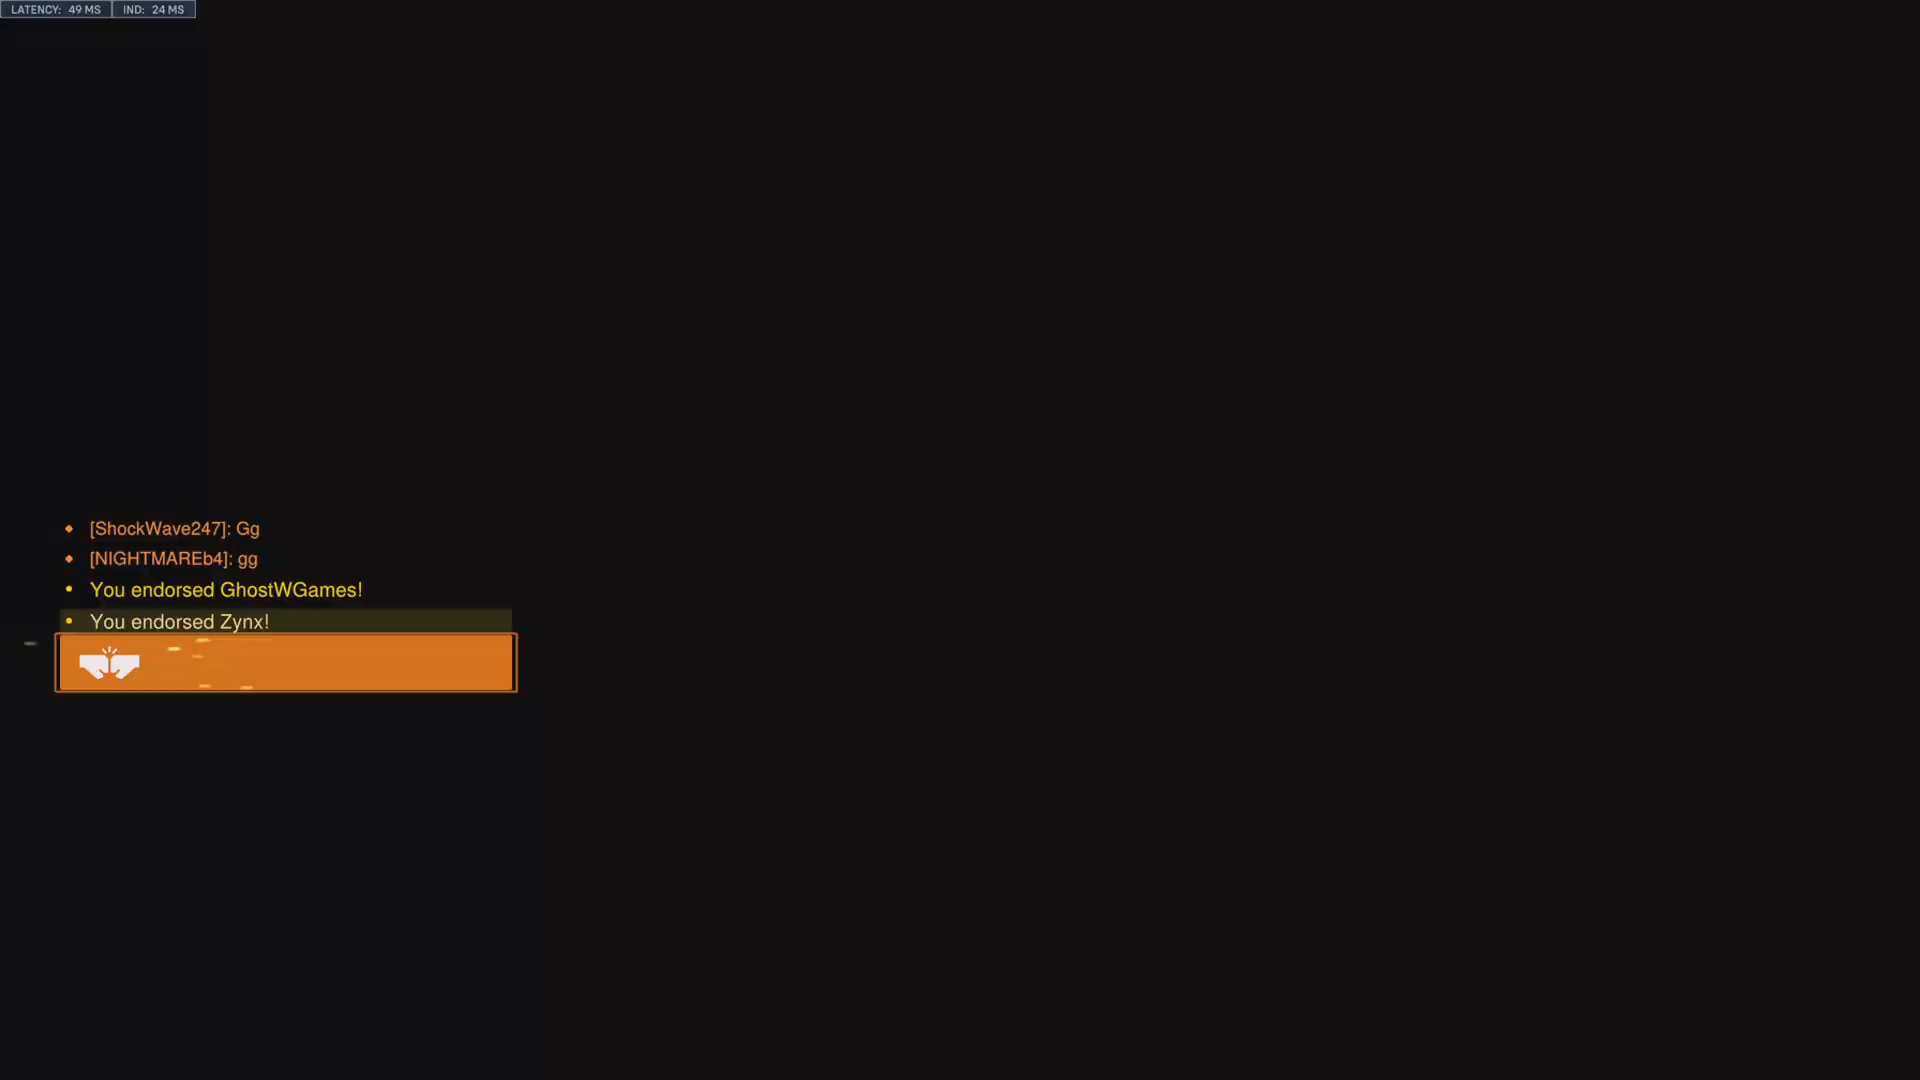 LATENCY: 49 MS IND: 24 MS
[ShockWave247]: Gg
[NIGHTMAREb4]: gg
You endorsed GhostWGames!
You endorsed Zynx!